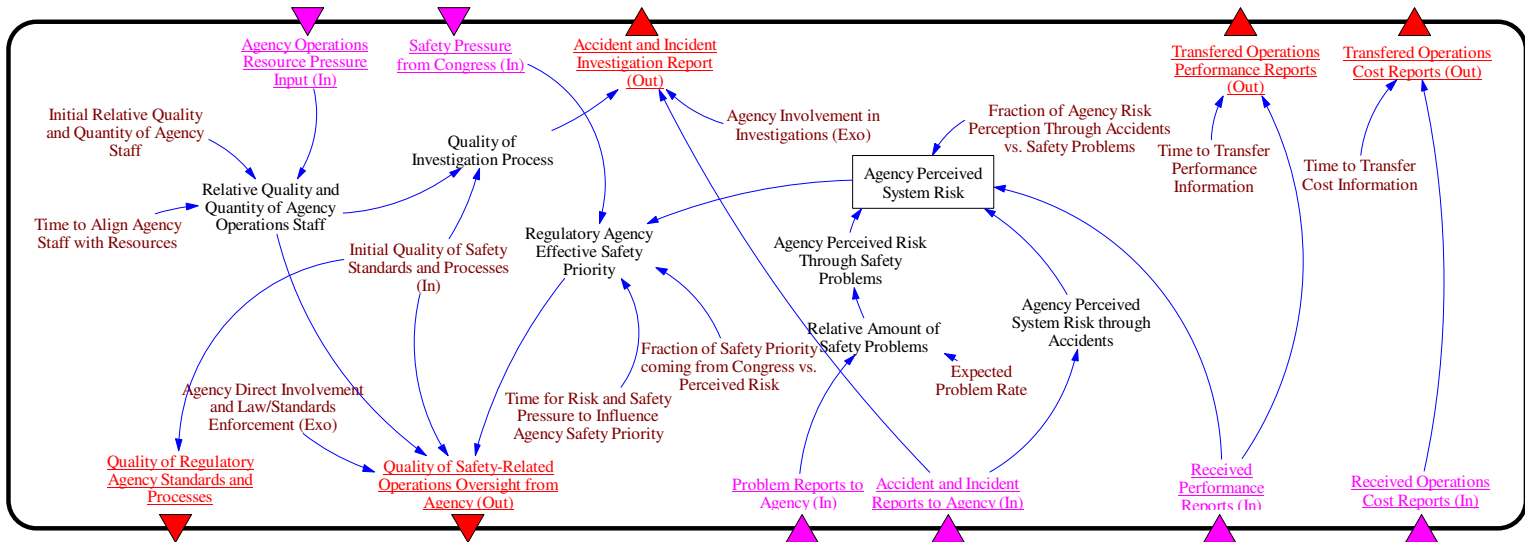 Agency Operations
Resource Pressure
Input (In)
Safety Pressure
from Congress (In)
Accident and Incident
Investigation Report
(Out)
Transfered Operations
Performance Reports
(Out)
Transfered Operations
Cost Reports (Out)
Initial Relative Quality
and Quantity of Agency
Staff
Quality of
Investigation Process
Agency Involvement in
Investigations (Exo)
Fraction of Agency Risk
Perception Through Accidents
vs. Safety Problems
Time to Transfer
Performance
Information
Time to Transfer
Cost Information
Relative Quality and
Quantity of Agency
Operations Staff
Agency Perceived
System Risk
Time to Align Agency
Staff with Resources
Initial Quality of Safety
Standards and Processes
(In)
Regulatory Agency
Effective Safety
Priority
Agency Perceived Risk
Through Safety
Problems
Agency Perceived
System Risk through
Accidents
Relative Amount of
Safety Problems
Fraction of Safety Priority
coming from Congress vs.
Perceived Risk
Expected
Problem Rate
Agency Direct Involvement
and Law/Standards
Enforcement (Exo)
Time for Risk and Safety
Pressure to Influence
Agency Safety Priority
Quality of Regulatory
Agency Standards and
Processes
Quality of Safety-Related
Operations Oversight from
Agency (Out)
Problem Reports to
Agency (In)
Accident and Incident
Reports to Agency (In)
Received
Performance
Reports (In)
Received Operations
Cost Reports (In)